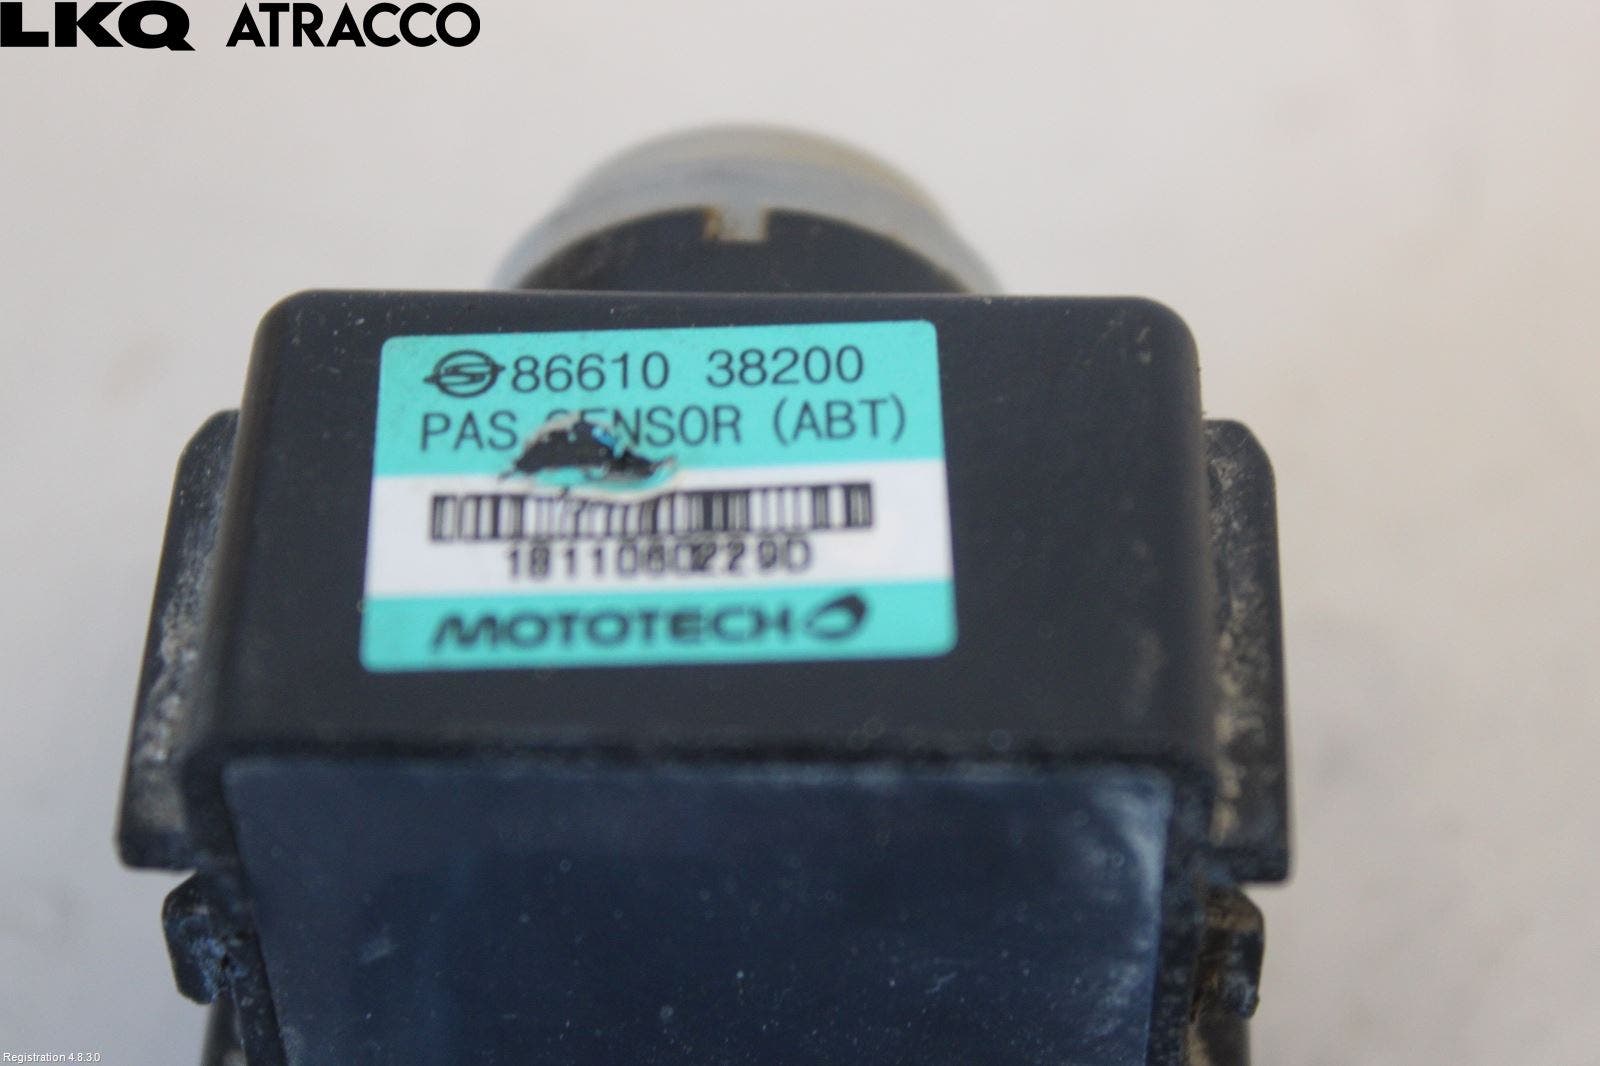 LKQ ATRACCO
86610 38200
PAS SENSOR (ABT)
1811060229D
MOTOTECH
Registration 4.8.3.0